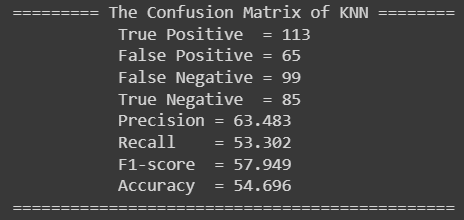 ========= The Confusion Matrix of KNN ========
True Positive  = 113
False Positive = 65
False Negative = 99
True Negative  = 85
Precision = 63.483
Recall    = 53.302
F1-score  = 57.949
Accuracy  = 54.696
==============================================